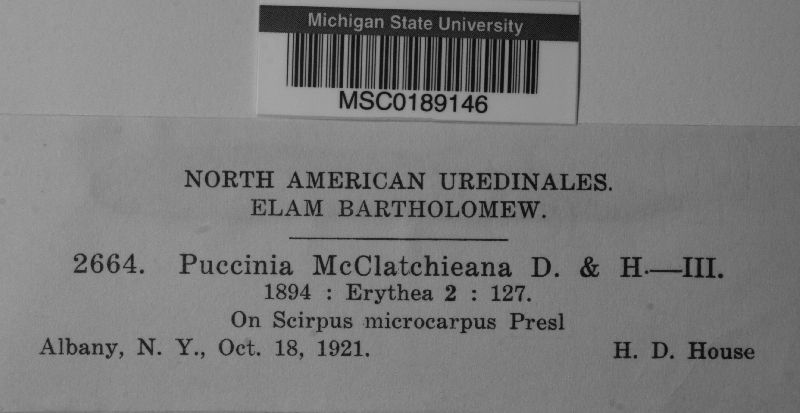 Michigan State University
MSC0189146
NORTH AMERICAN UREDINALES.
ELAM BARTHOLOMEW.
2664. Puccinia McClatchieana D. & H.—III.
1894 : Erythea 2 : 127.
On Scirpus microcarpus Presl
Albany, N. Y., Oct. 18, 1921. H. D. House